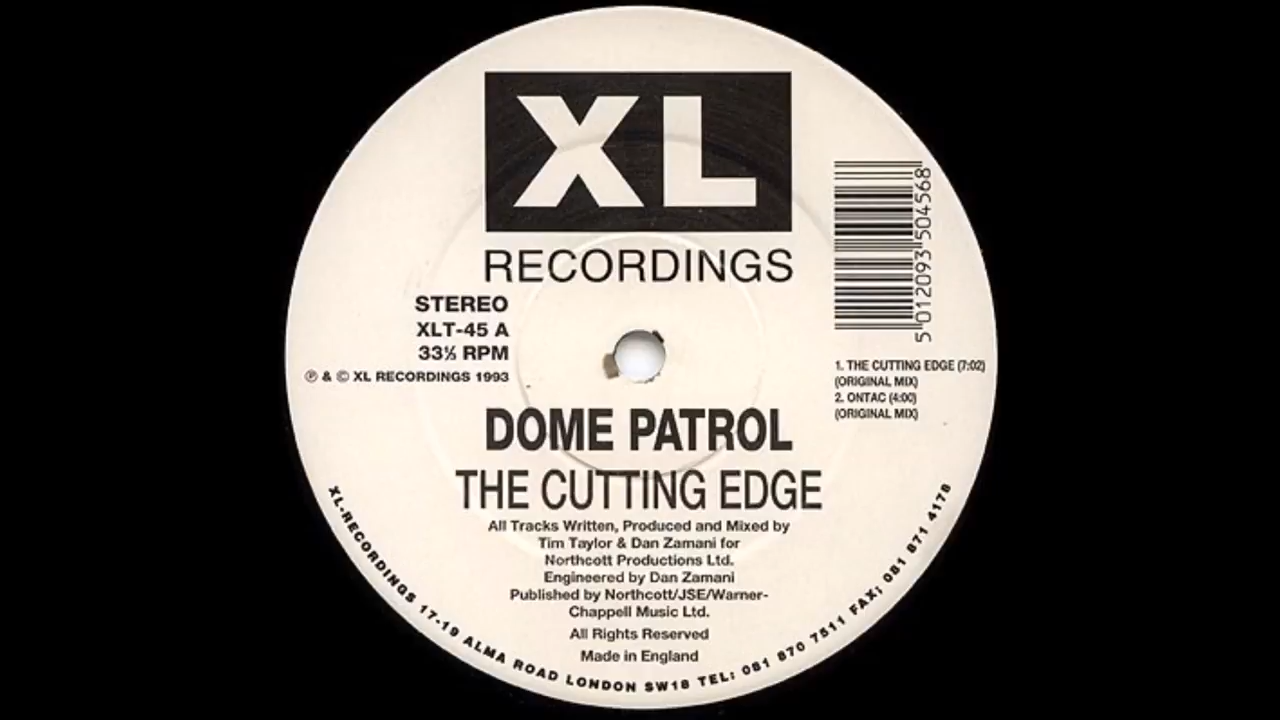 XL
RECORDINGS
STEREO
XLT-45 A
33⅓ RPM
℗ & © XL RECORDINGS 1993
5 012093 504568
1. THE CUTTING EDGE (7:02)
(ORIGINAL MIX)
2. ONTAC (4:00)
(ORIGINAL MIX)
DOME PATROL
THE CUTTING EDGE
All Tracks Written, Produced and Mixed by
Tim Taylor & Dan Zamani for
Northcott Productions Ltd.
Engineered by Dan Zamani
Published by Northcott/JSE/Warner-
Chappell Music Ltd.
All Rights Reserved
Made in England
XL-RECORDINGS 17-19 ALMA ROAD LONDON SW18 TEL: 081 870 7511 FAX: 081 871 4178